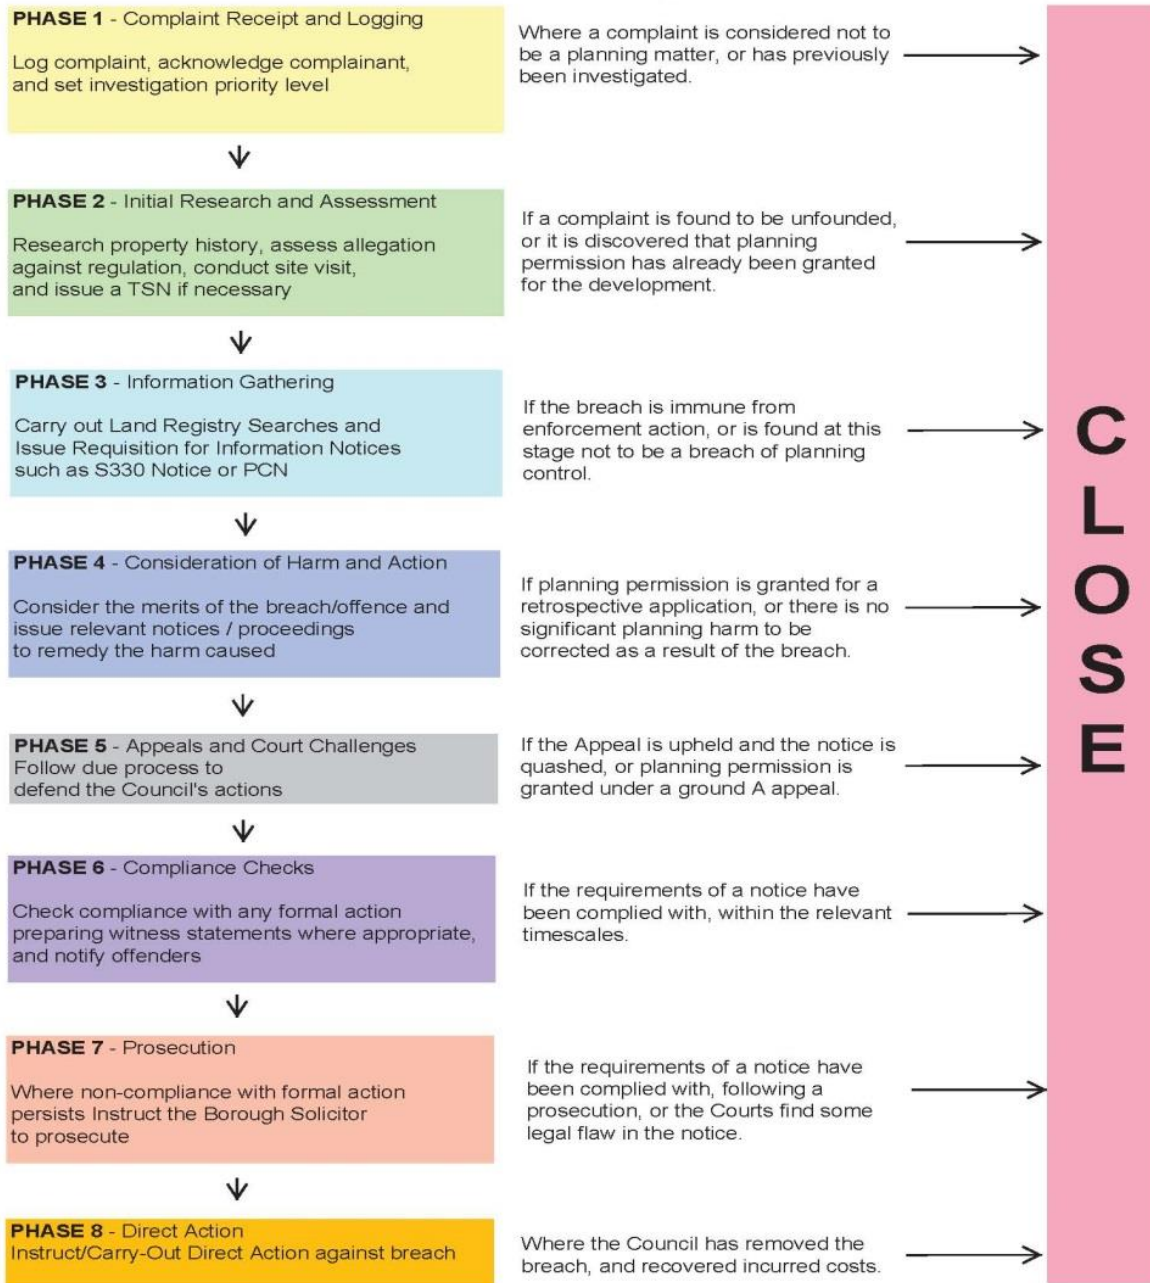 PHASE 1 - Complaint Receipt and Logging
Log complaint, acknowledge complainant,
and set investigation priority level
Where a complaint is considered not to
be a planning matter, or has previously
been investigated.
PHASE 2 - Initial Research and Assessment
Research property history, assess allegation
against regulation, conduct site visit,
and issue a TSN if necessary
If a complaint is found to be unfounded,
or it is discovered that planning
permission has already been granted
for the development.
PHASE 3 - Information Gathering
Carry out Land Registry Searches and
Issue Requisition for Information Notices
such as S330 Notice or PCN
If the breach is immune from
enforcement action, or is found at this
stage not to be a breach of planning
control.
PHASE 4 - Consideration of Harm and Action
Consider the merits of the breach/offence and
issue relevant notices / proceedings
to remedy the harm caused
If planning permission is granted for a
retrospective application, or there is no
significant planning harm to be
corrected as a result of the breach.
PHASE 5 - Appeals and Court Challenges
Follow due process to
defend the Council's actions
If the Appeal is upheld and the notice is
quashed, or planning permission is
granted under a ground A appeal.
PHASE 6 - Compliance Checks
Check compliance with any formal action
preparing witness statements where appropriate,
and notify offenders
If the requirements of a notice have
been complied with, within the relevant
timescales.
PHASE 7 - Prosecution
Where non-compliance with formal action
persists Instruct the Borough Solicitor
to prosecute
If the requirements of a notice have
been complied with, following a
prosecution, or the Courts find some
legal flaw in the notice.
PHASE 8 - Direct Action
Instruct/Carry-Out Direct Action against breach
Where the Council has removed the
breach, and recovered incurred costs.
CLOSE